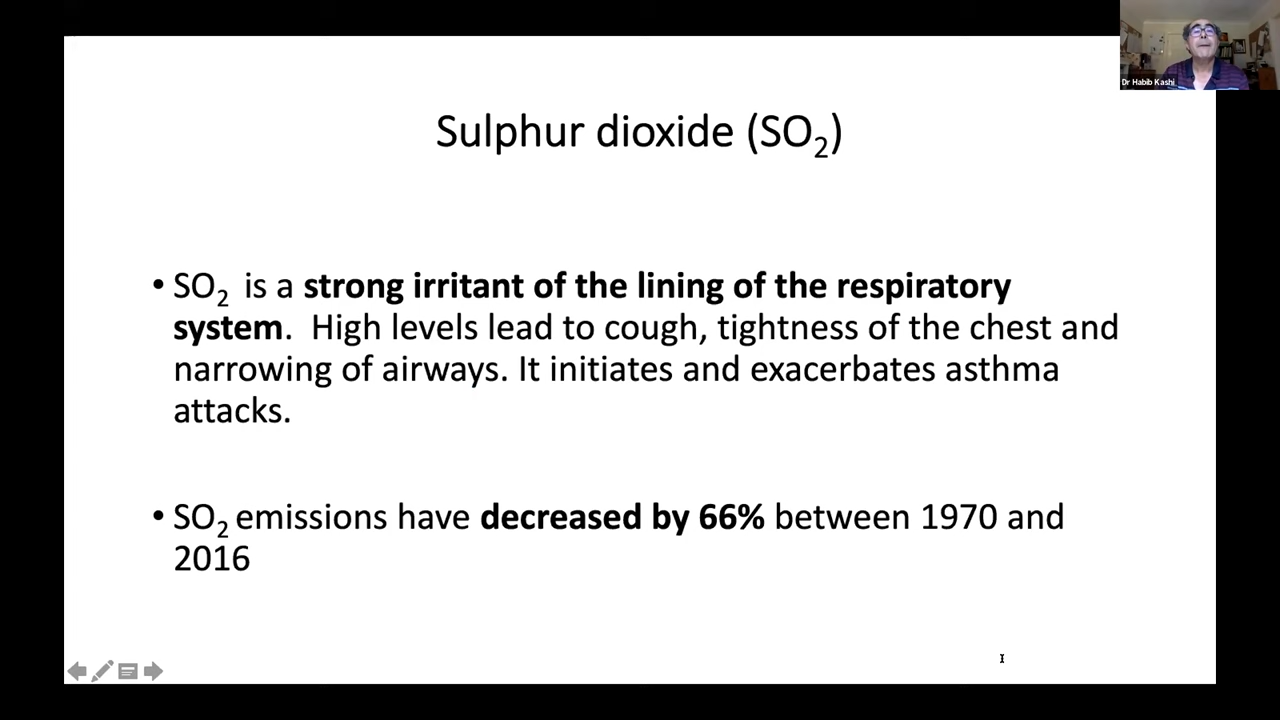 Dr Habib Kashi
Sulphur dioxide (SO₂)
• SO₂ is a strong irritant of the lining of the respiratory
system. High levels lead to cough, tightness of the chest and
narrowing of airways. It initiates and exacerbates asthma
attacks.
• SO₂ emissions have decreased by 66% between 1970 and
2016